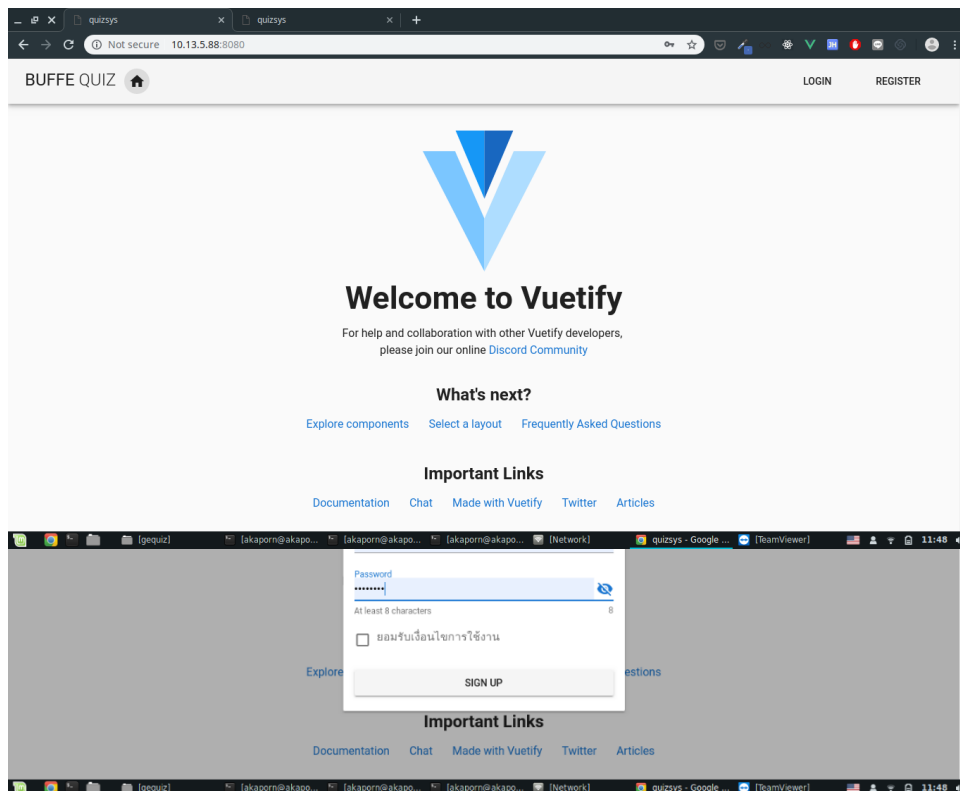 quizsys
quizsys
Not secure 10.13.5.88:8080
BUFFE QUIZ
LOGIN REGISTER
Welcome to Vuetify
For help and collaboration with other Vuetify developers,
please join our online Discord Community
What's next?
Explore components Select a layout Frequently Asked Questions
Important Links
Documentation Chat Made with Vuetify Twitter Articles
[gequiz] [akaporn@akapo... [akaporn@akapo... [akaporn@akapo... [Network] quizsys - Google ... [TeamViewer] 11:48
Password
••••••••
At least 8 characters 8
ยอมรับเงื่อนไขการใช้งาน
Explore estions
SIGN UP
Important Links
Documentation Chat Made with Vuetify Twitter Articles
[gequiz] [akaporn@akapo... [akaporn@akapo... [akaporn@akapo... [Network] quizsys - Google ... [TeamViewer] 11:48